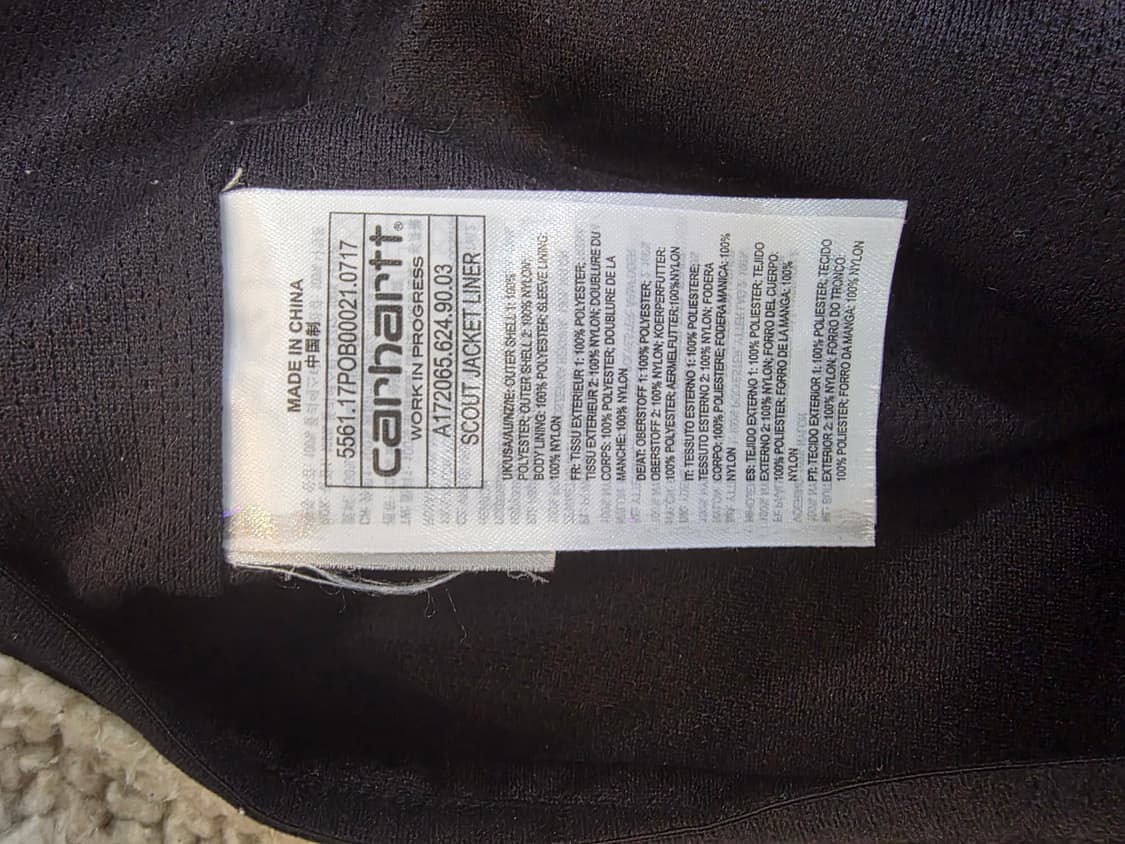 MADE IN CHINA
中国制
5561.17POB00021.0717
carhartt®
WORK IN PROGRESS
A172065.624.90.03
SCOUT JACKET LINER
UK/USA/AU/NZ/IE: OUTER SHELL 1: 100%
POLYESTER; OUTER SHELL 2: 100% NYLON;
BODY LINING: 100% POLYESTER; SLEEVE LINING:
100% NYLON
FR: TISSU EXTERIEUR 1: 100% POLYESTER;
TISSU EXTERIEUR 2: 100% NYLON; DOUBLURE DU
CORPS: 100% POLYESTER; DOUBLURE DE LA
MANCHE: 100% NYLON
DE/AT: OBERSTOFF 1: 100% POLYESTER;
OBERSTOFF 2: 100% NYLON; KOERPERFUTTER:
100% POLYESTER; AERMELFUTTER:100%NYLON
IT: TESSUTO ESTERNO 1: 100% POLIESTERE;
TESSUTO ESTERNO 2: 100% NYLON; FODERA
CORPO: 100% POLIESTERE; FODERA MANICA: 100%
NYLON
ES: TEJIDO EXTERNO 1: 100% POLIESTER; TEJIDO
EXTERNO 2: 100% NYLON; FORRO DEL CUERPO:
100% POLIESTER; FORRO DE LA MANGA: 100%
NYLON
PT: TECIDO EXTERIOR 1: 100% POLIESTER; TECIDO
EXTERIOR 2: 100% NYLON; FORRO DO TRONCO:
100% POLIESTER; FORRO DA MANGA: 100% NYLON